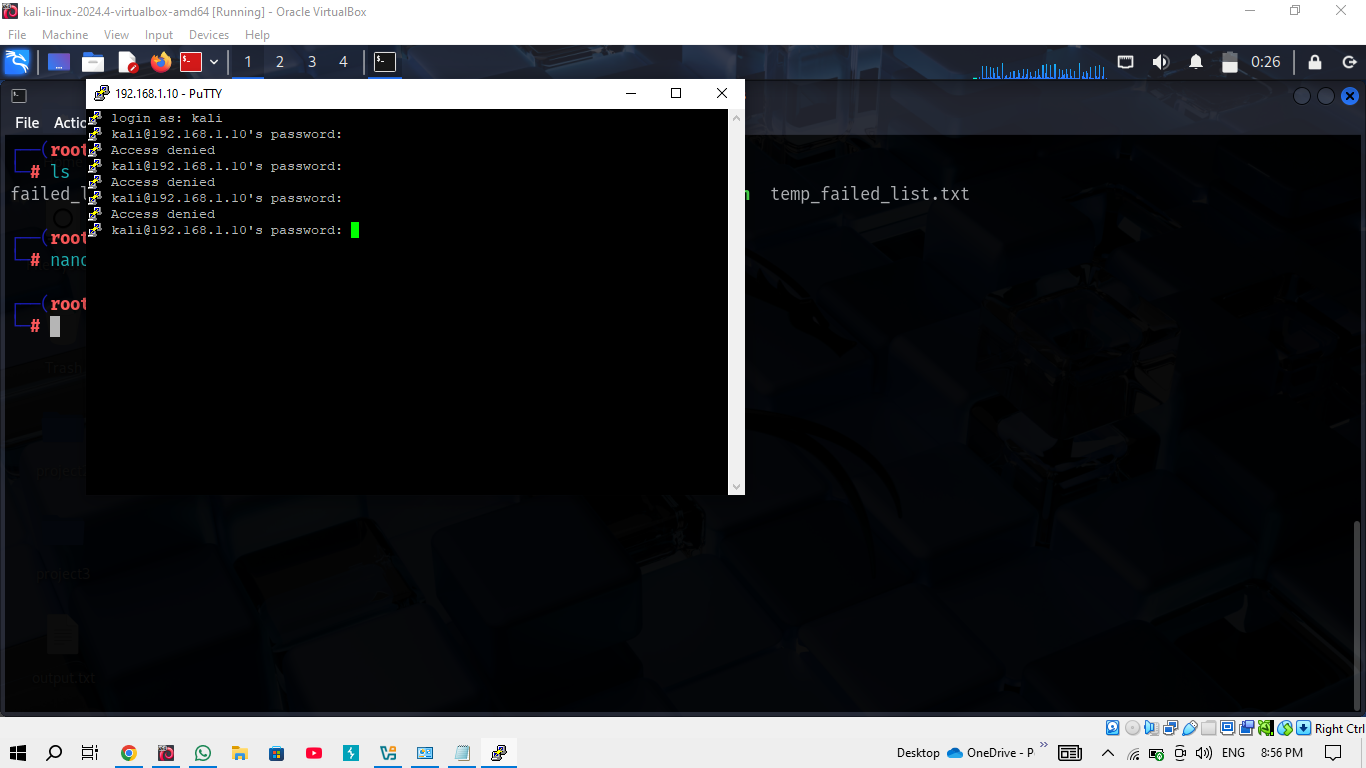 kali-linux-2024.4-virtualbox-amd64 [Running] - Oracle VirtualBox
File Machine View Input Devices Help
1 2 3 4 0:26
192.168.1.10 - PuTTY
File Actio
login as: kali
kali@192.168.1.10's password:
Access denied
kali@192.168.1.10's password:
Access denied
kali@192.168.1.10's password:
Access denied
kali@192.168.1.10's password:
(root
# ls
failed_l n temp_failed_list.txt
(root
# nano
(root
#
Trash
project3
output.txt
Right Ctrl
Desktop OneDrive - P ENG 8:56 PM